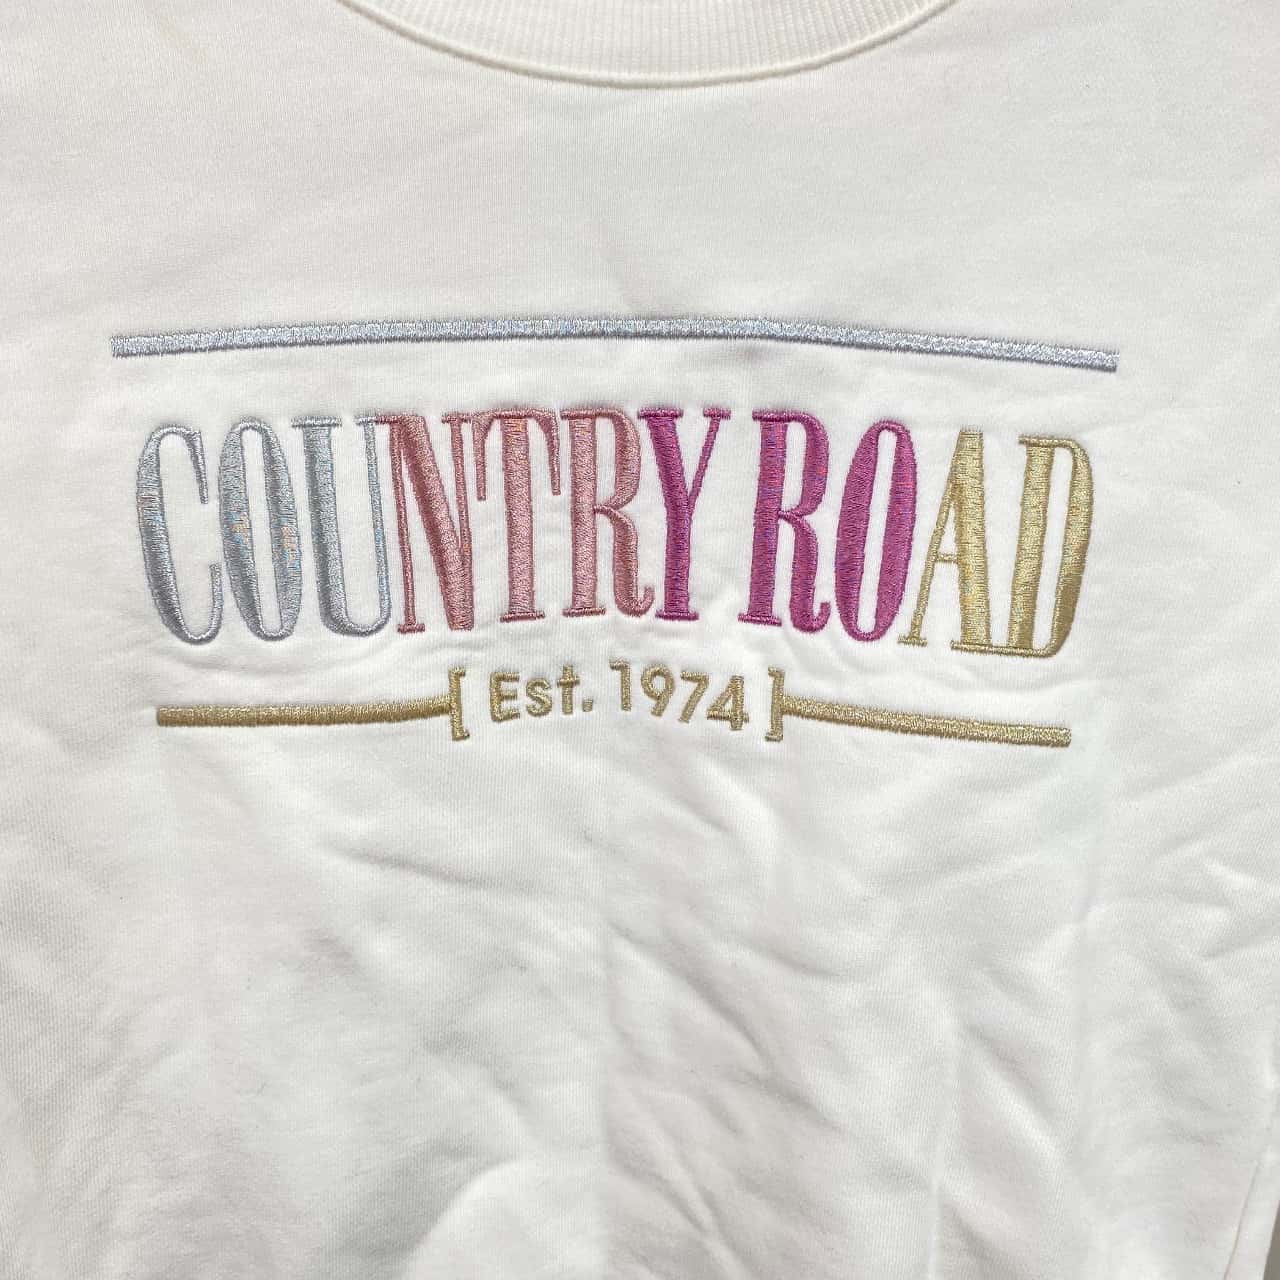 COUNTRY ROAD
[ Est. 1974 ]